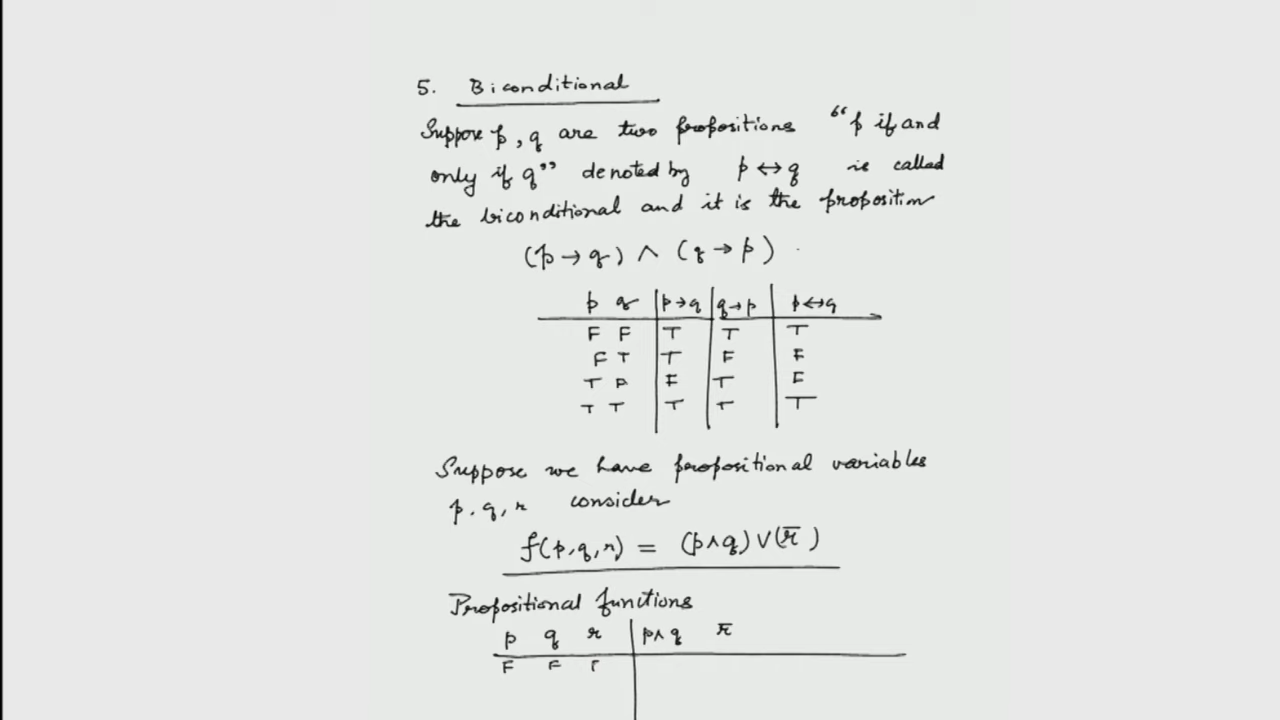 5. Biconditional
Suppose p, q are two propositions "p if and
only if q" denoted by p ↔ q is called
the biconditional and it is the proposition
(p → q) ∧ (q → p) .
p q p→q q→p p↔q
F F T T T
F T T F F
T F F T F
T T T T T
Suppose we have propositional variables
p, q, r consider
f(p, q, r) = (p∧q) ∨ (r̅)
Propositional functions
p q r p∧q r̅
F F F